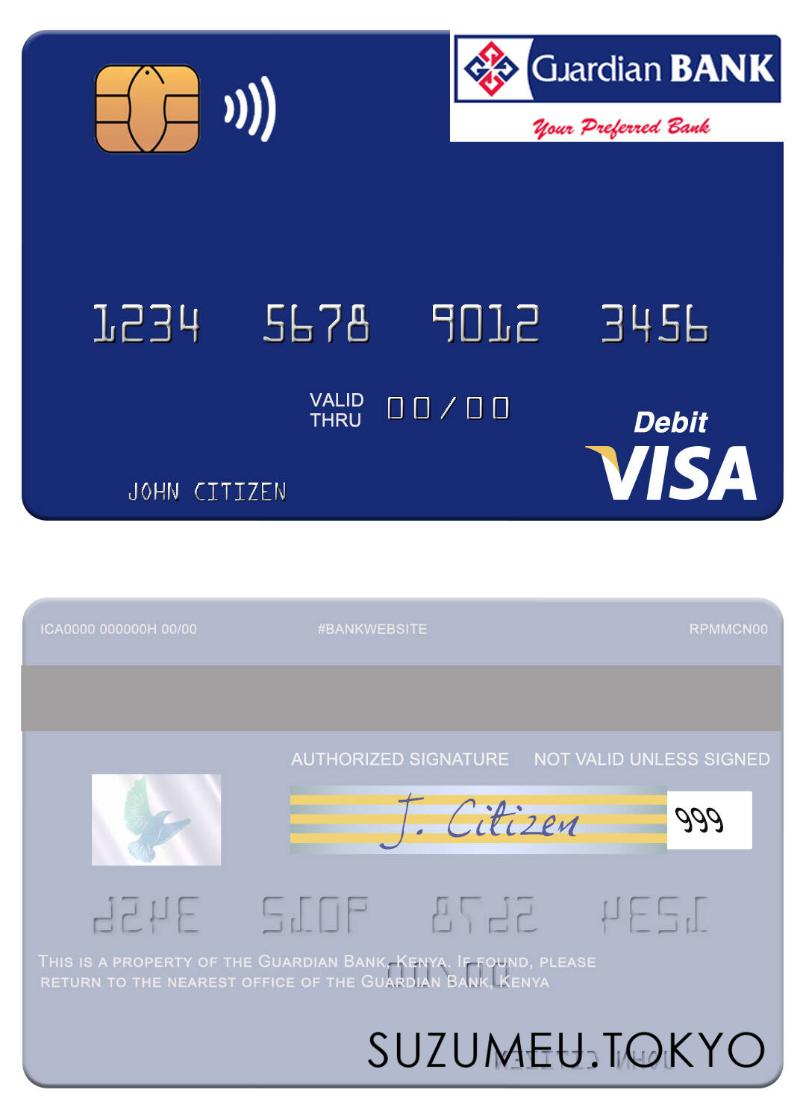 Guardian BANK
Your Preferred Bank
1234 5678 9012 3456
VALID THRU 00/00
Debit
VISA
JOHN CITIZEN
ICA0000 000000H 00/00 #BANKWEBSITE RPMMCN00
AUTHORIZED SIGNATURE NOT VALID UNLESS SIGNED
J. Citizen 999
THIS IS A PROPERTY OF THE GUARDIAN BANK, KENYA. IF FOUND, PLEASE
RETURN TO THE NEAREST OFFICE OF THE GUARDIAN BANK, KENYA
SUZUMEU.TOKYO